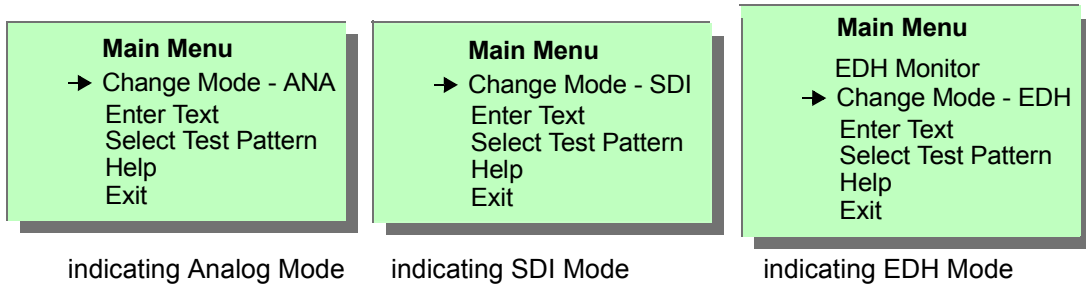 Main Menu
Change Mode - ANA
Enter Text
Select Test Pattern
Help
Exit
indicating Analog Mode
Main Menu
Change Mode - SDI
Enter Text
Select Test Pattern
Help
Exit
indicating SDI Mode
Main Menu
EDH Monitor
Change Mode - EDH
Enter Text
Select Test Pattern
Help
Exit
indicating EDH Mode